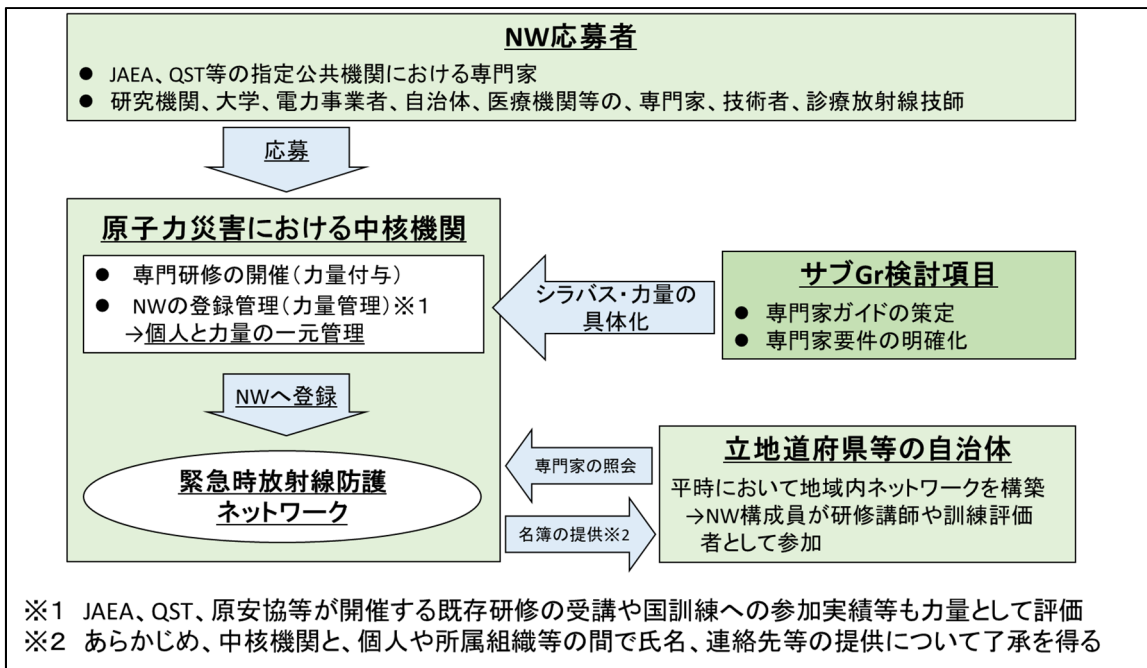 NW応募者
● JAEA、QST等の指定公共機関における専門家
● 研究機関、大学、電力事業者、自治体、医療機関等の、専門家、技術者、診療放射線技師
応募
原子力災害における中核機関
● 専門研修の開催（力量付与）
● NWの登録管理（力量管理）※1
→個人と力量の一元管理
シラバス・力量の
具体化
サブGr検討項目
● 専門家ガイドの策定
● 専門家要件の明確化
NWへ登録
緊急時放射線防護
ネットワーク
専門家の照会
名簿の提供※2
立地道府県等の自治体
平時において地域内ネットワークを構築
→NW構成員が研修講師や訓練評価
者として参加
※1 JAEA、QST、原安協等が開催する既存研修の受講や国訓練への参加実績等も力量として評価
※2 あらかじめ、中核機関と、個人や所属組織等の間で氏名、連絡先等の提供について了承を得る